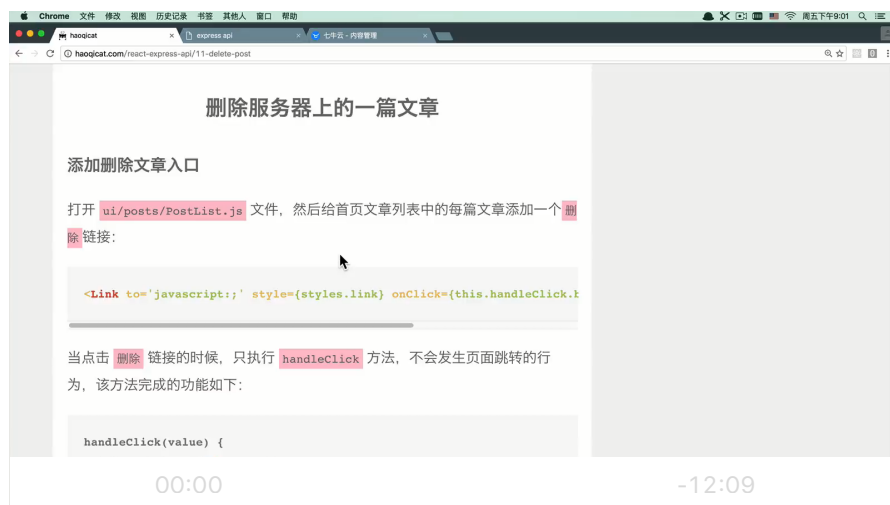 Chrome 文件 修改 视图 历史记录 书签 其他人 窗口 帮助 周五下午9:01
haoqicat × express api × 七牛云 - 内容管理 ×
haoqicat.com/react-express-api/11-delete-post
删除服务器上的一篇文章
添加删除文章入口
打开 ui/posts/PostList.js 文件，然后给首页文章列表中的每篇文章添加一个 删
除 链接：
<Link to='javascript:;' style={styles.link} onClick={this.handleClick.b
当点击 删除 链接的时候，只执行 handleClick 方法，不会发生页面跳转的行
为，该方法完成的功能如下：
handleClick(value) {
00:00 -12:09